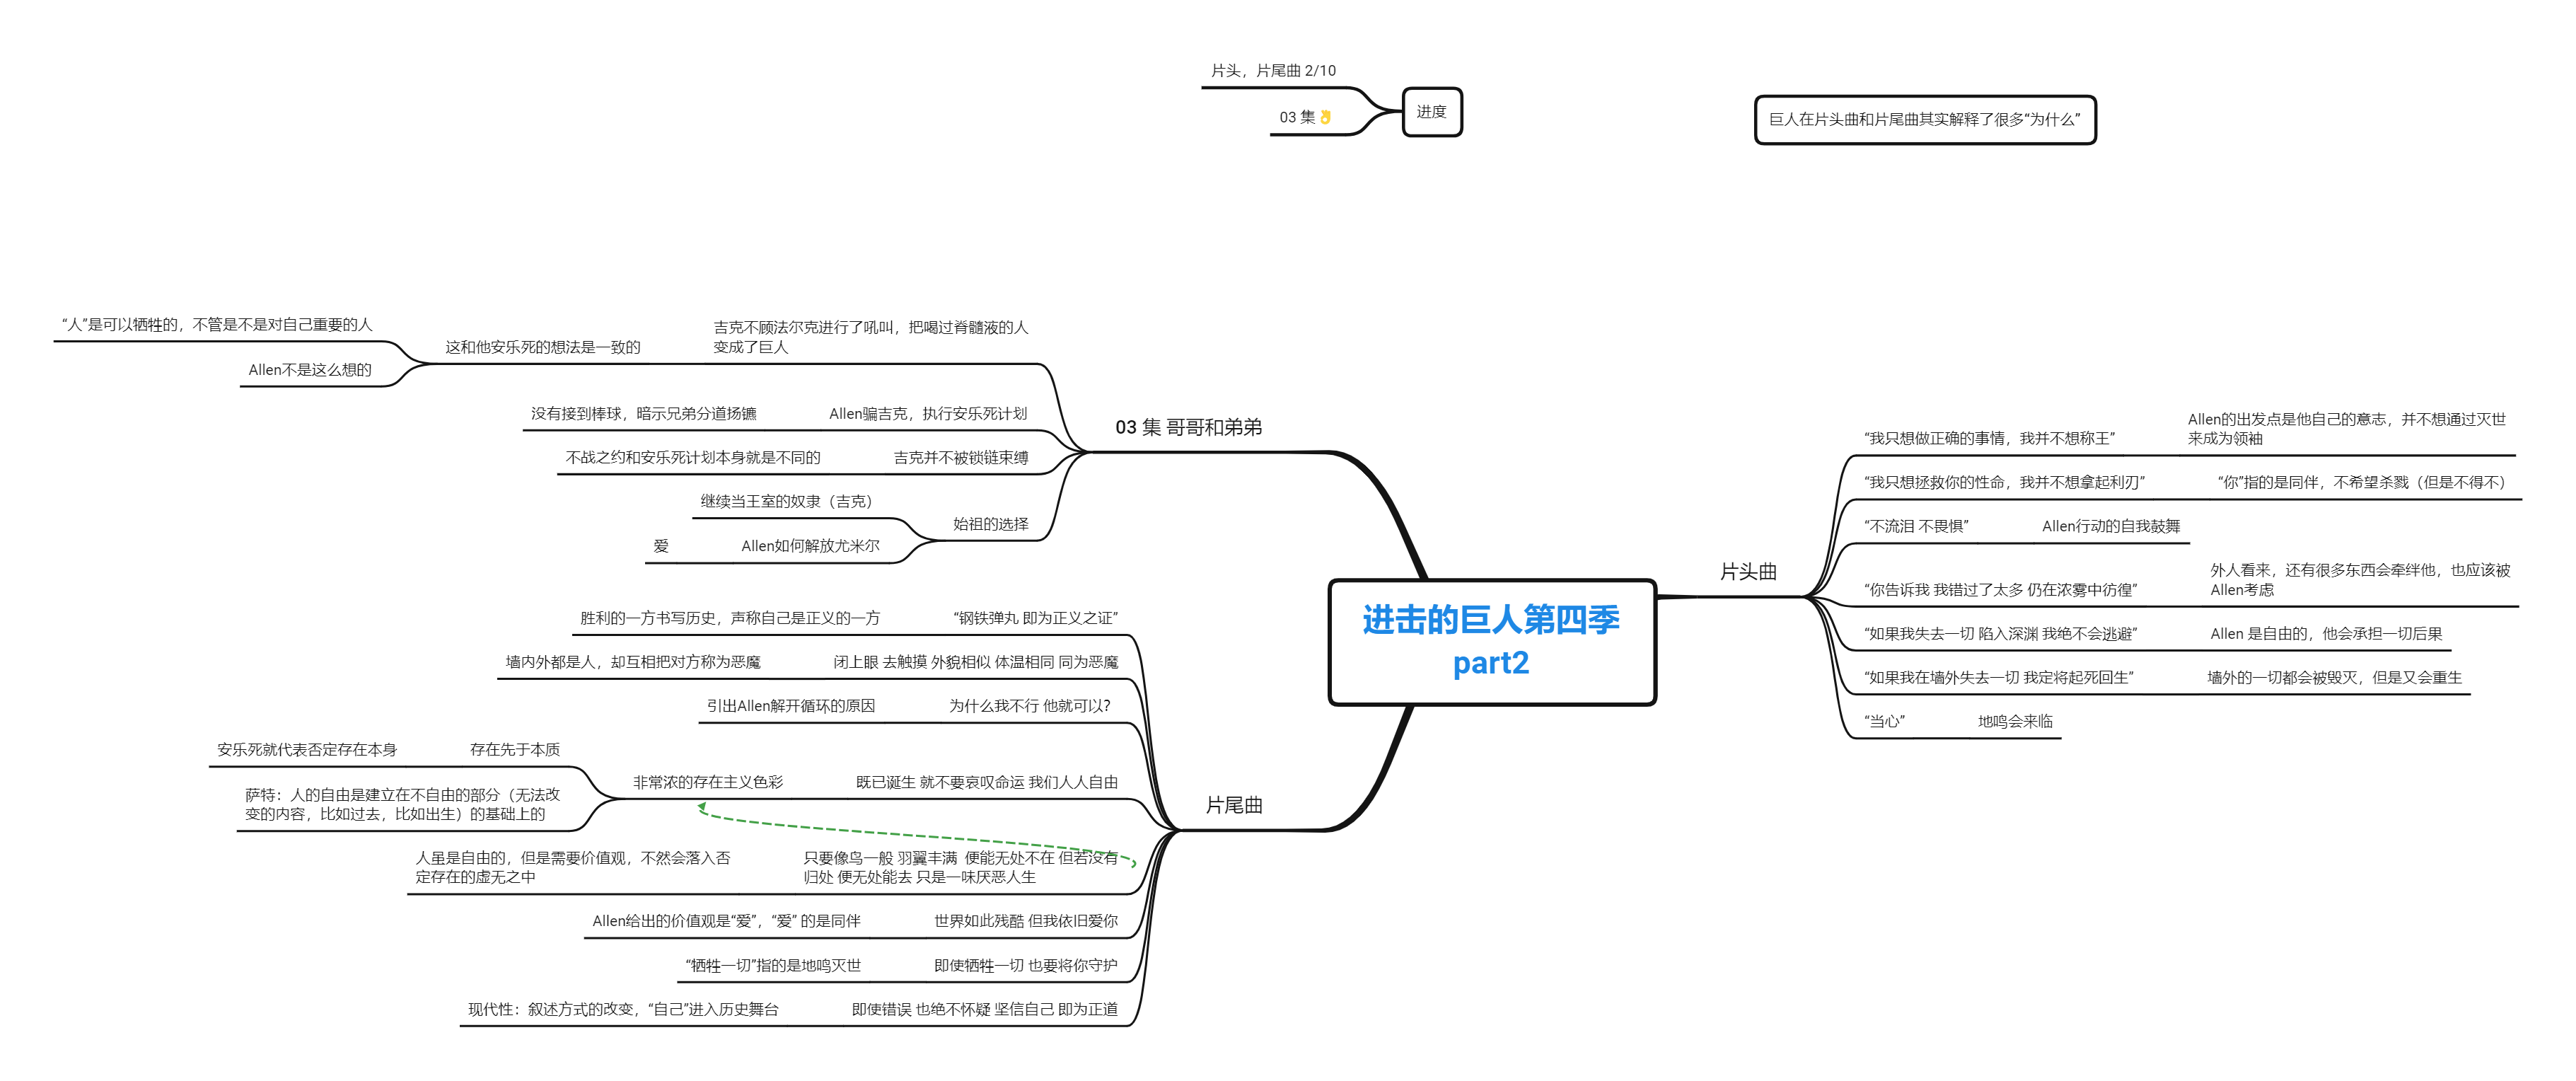 片头，片尾曲 2/10
03 集👌
进度
巨人在片头曲和片尾曲其实解释了很多“为什么”
进击的巨人第四季
part2
03 集 哥哥和弟弟
吉克不顾法尔克进行了吼叫，把喝过脊髓液的人
变成了巨人
这和他安乐死的想法是一致的
“人”是可以牺牲的，不管是不是对自己重要的人
Allen不是这么想的
Allen骗吉克，执行安乐死计划
没有接到棒球，暗示兄弟分道扬镳
吉克并不被锁链束缚
不战之约和安乐死计划本身就是不同的
始祖的选择
继续当王室的奴隶（吉克）
Allen如何解放尤米尔
爱
片尾曲
“钢铁弹丸 即为正义之证”
胜利的一方书写历史，声称自己是正义的一方
闭上眼 去触摸 外貌相似 体温相同 同为恶魔
墙内外都是人，却互相把对方称为恶魔
为什么我不行 他就可以?
引出Allen解开循环的原因
既已诞生 就不要哀叹命运 我们人人自由
非常浓的存在主义色彩
存在先于本质
安乐死就代表否定存在本身
萨特：人的自由是建立在不自由的部分（无法改
变的内容，比如过去，比如出生）的基础上的
只要像鸟一般 羽翼丰满 便能无处不在 但若没有
归处 便无处能去 只是一味厌恶人生
人虽是自由的，但是需要价值观，不然会落入否
定存在的虚无之中
世界如此残酷 但我依旧爱你
Allen给出的价值观是“爱”，“爱” 的是同伴
即使牺牲一切 也要将你守护
“牺牲一切”指的是地鸣灭世
即使错误 也绝不怀疑 坚信自己 即为正道
现代性：叙述方式的改变，“自己”进入历史舞台
片头曲
“我只想做正确的事情，我并不想称王”
Allen的出发点是他自己的意志，并不想通过灭世
来成为领袖
“我只想拯救你的性命，我并不想拿起利刃”
“你”指的是同伴，不希望杀戮（但是不得不）
“不流泪 不畏惧”
Allen行动的自我鼓舞
“你告诉我 我错过了太多 仍在浓雾中彷徨”
外人看来，还有很多东西会牵绊他，也应该被
Allen考虑
“如果我失去一切 陷入深渊 我绝不会逃避”
Allen 是自由的，他会承担一切后果
“如果我在墙外失去一切 我定将起死回生”
墙外的一切都会被毁灭，但是又会重生
“当心”
地鸣会来临